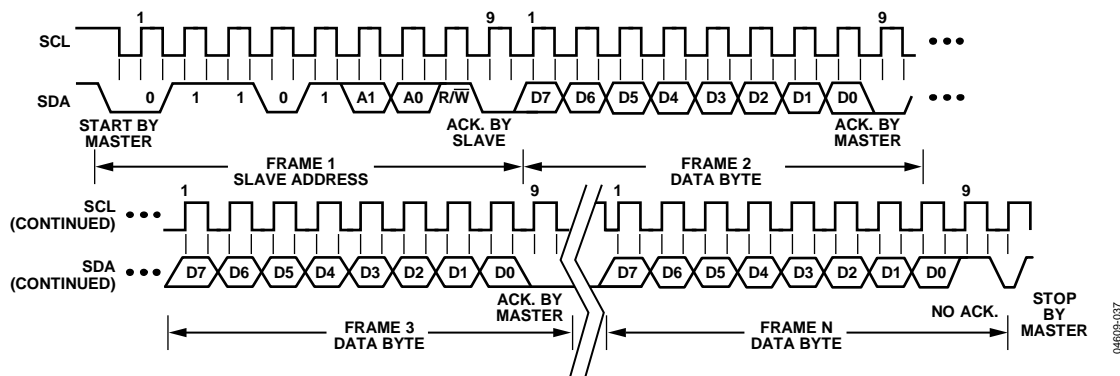 1 9 1 9
SCL
SDA
0 1 1 0 1 A1 A0 R/W̅ D7 D6 D5 D4 D3 D2 D1 D0
START BY
MASTER
ACK. BY
SLAVE
ACK. BY
MASTER
FRAME 1
SLAVE ADDRESS
FRAME 2
DATA BYTE
1 9 1 9
SCL
(CONTINUED)
SDA
(CONTINUED)
D7 D6 D5 D4 D3 D2 D1 D0 D7 D6 D5 D4 D3 D2 D1 D0
ACK. BY
MASTER
NO ACK.
STOP
BY
MASTER
FRAME 3
DATA BYTE
FRAME N
DATA BYTE
04609-037